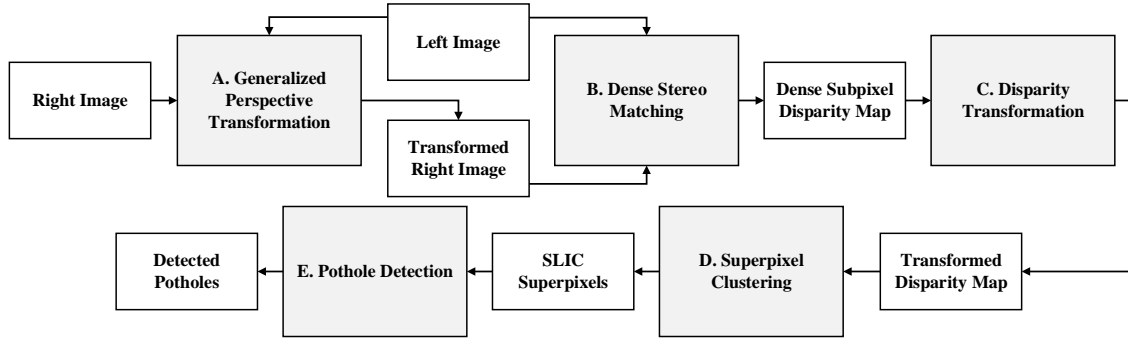 Right Image
A. Generalized
Perspective
Transformation
Left Image
Transformed
Right Image
B. Dense Stereo
Matching
Dense Subpixel
Disparity Map
C. Disparity
Transformation
Detected
Potholes
E. Pothole Detection
SLIC
Superpixels
D. Superpixel
Clustering
Transformed
Disparity Map